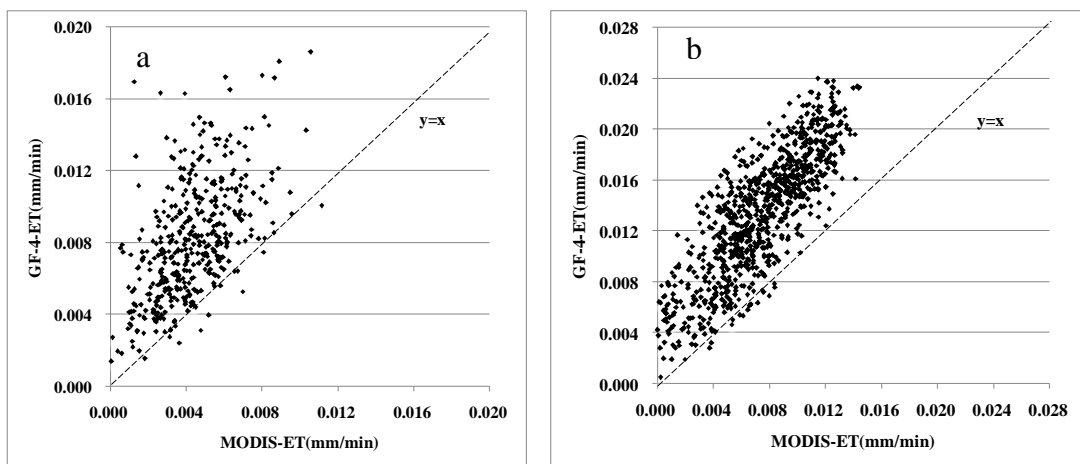 a
0.020
0.016
0.012
0.008
0.004
0.000
GF-4-ET(mm/min)
y=x
0.000 0.004 0.008 0.012 0.016 0.020
MODIS-ET(mm/min)
b
0.028
0.024
0.020
0.016
0.012
0.008
0.004
0.000
GF-4-ET(mm/min)
y=x
0.000 0.004 0.008 0.012 0.016 0.020 0.024 0.028
MODIS-ET(mm/min)